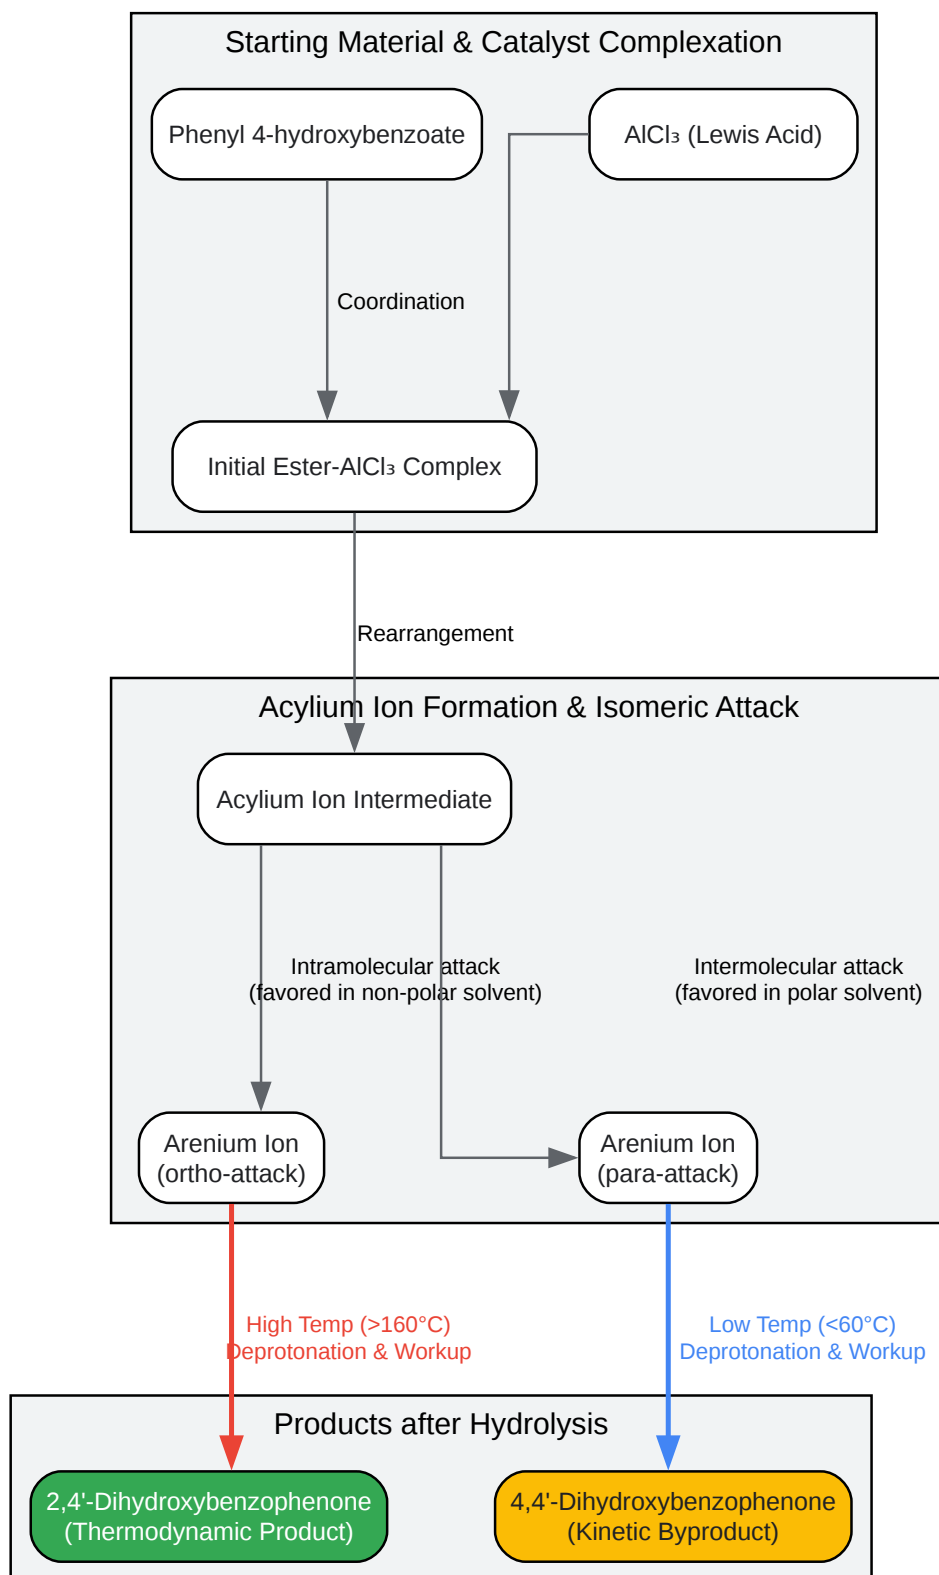 Starting Material & Catalyst Complexation
Phenyl 4-hydroxybenzoate
AlCl₃ (Lewis Acid)
Coordination
Initial Ester-AlCl₃ Complex
Rearrangement
Acylium Ion Formation & Isomeric Attack
Acylium Ion Intermediate
Intramolecular attack
(favored in non-polar solvent)
Intermolecular attack
(favored in polar solvent)
Arenium Ion
(ortho-attack)
Arenium Ion
(para-attack)
High Temp (>160°C)
Deprotonation & Workup
Low Temp (<60°C)
Deprotonation & Workup
Products after Hydrolysis
2,4'-Dihydroxybenzophenone
(Thermodynamic Product)
4,4'-Dihydroxybenzophenone
(Kinetic Byproduct)